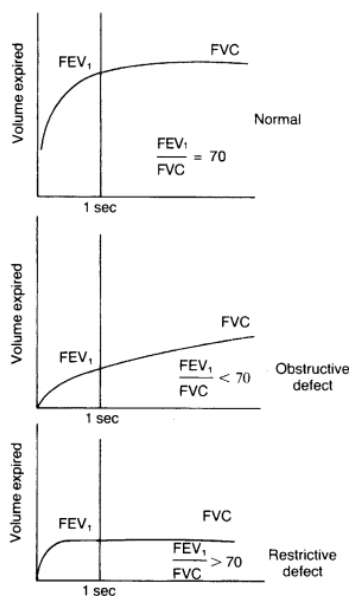 Volume expired
FEV₁
FVC
Normal
FEV₁
FVC
= 70
1 sec
Volume expired
FEV₁
FVC
FEV₁
FVC
< 70
Obstructive
defect
1 sec
Volume expired
FEV₁
FVC
FEV₁
FVC
>70
Restrictive
defect
1 sec